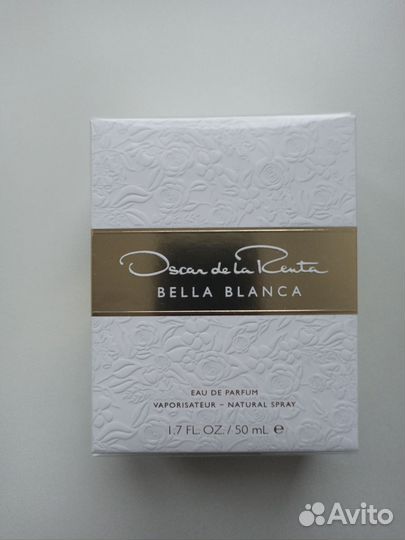 Oscar de la Renta
BELLA BLANCA
EAU DE PARFUM
VAPORISATEUR – NATURAL SPRAY
1.7 FL. OZ. / 50 mL ℮
Avito